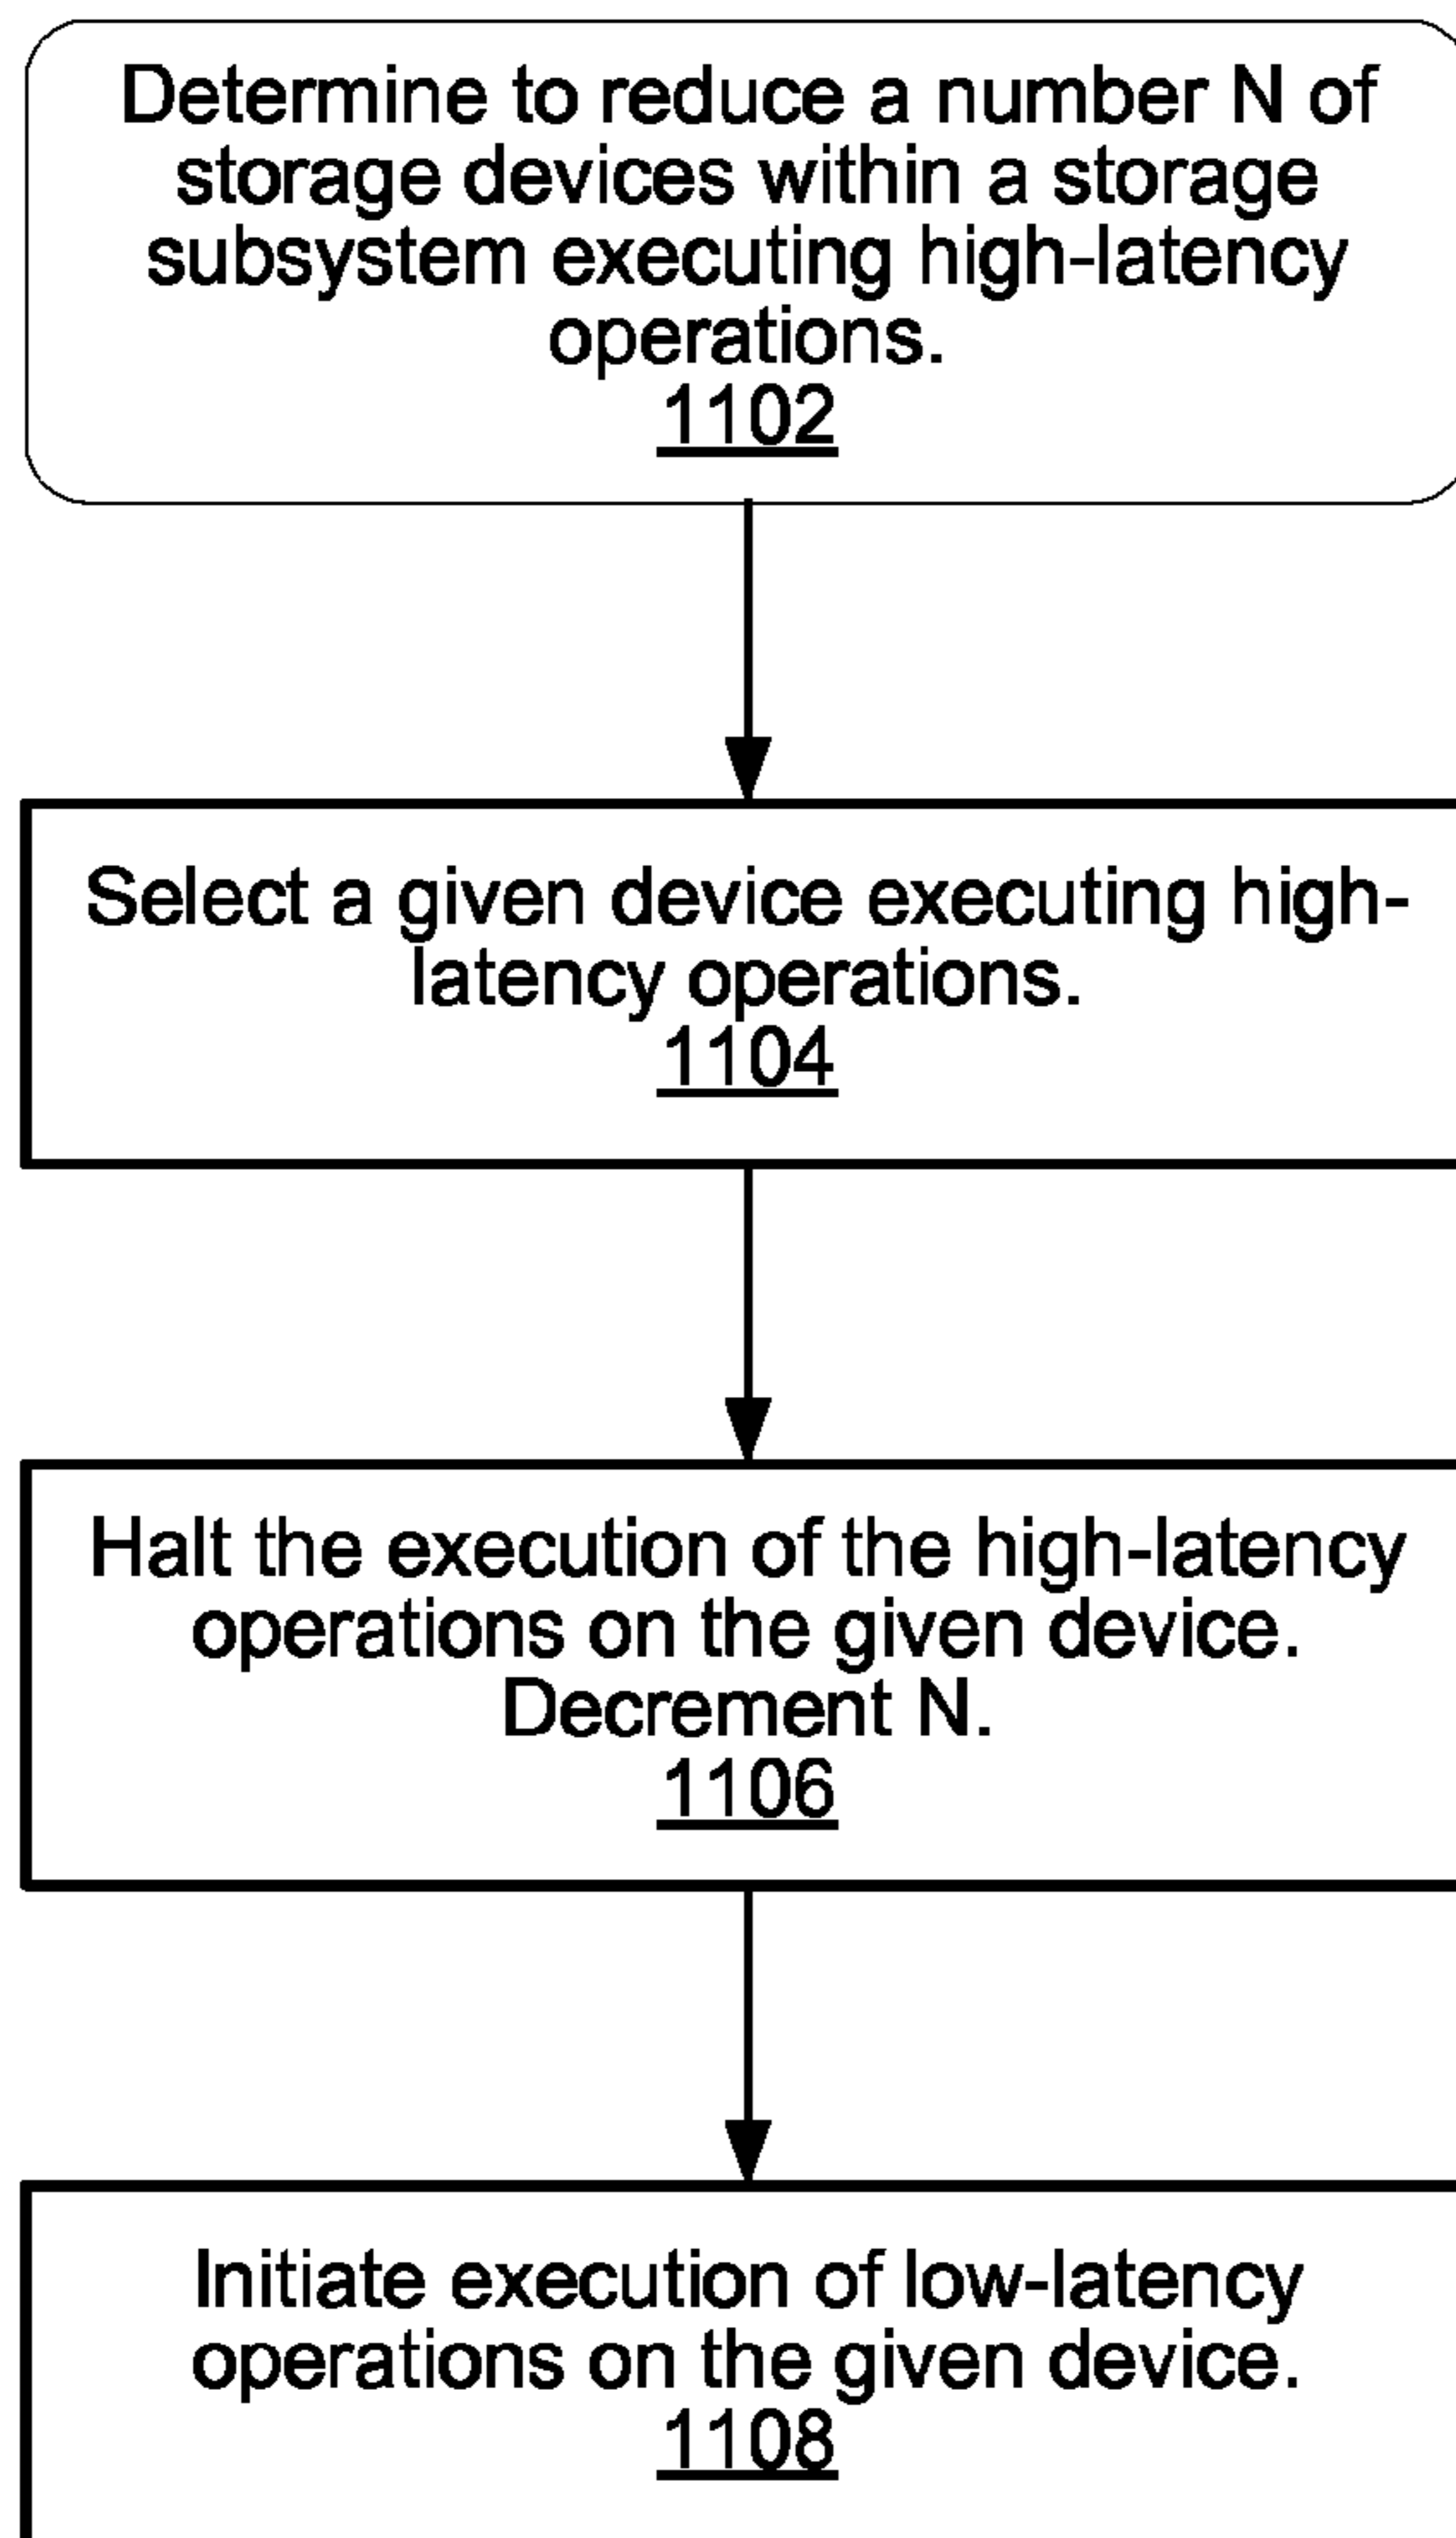 Determine to reduce a number N of
storage devices within a storage
subsystem executing high-latency
operations.
1102
Select a given device executing high-
latency operations.
1104
Halt the execution of the high-latency
operations on the given device.
Decrement N.
1106
Initiate execution of low-latency
operations on the given device.
1108